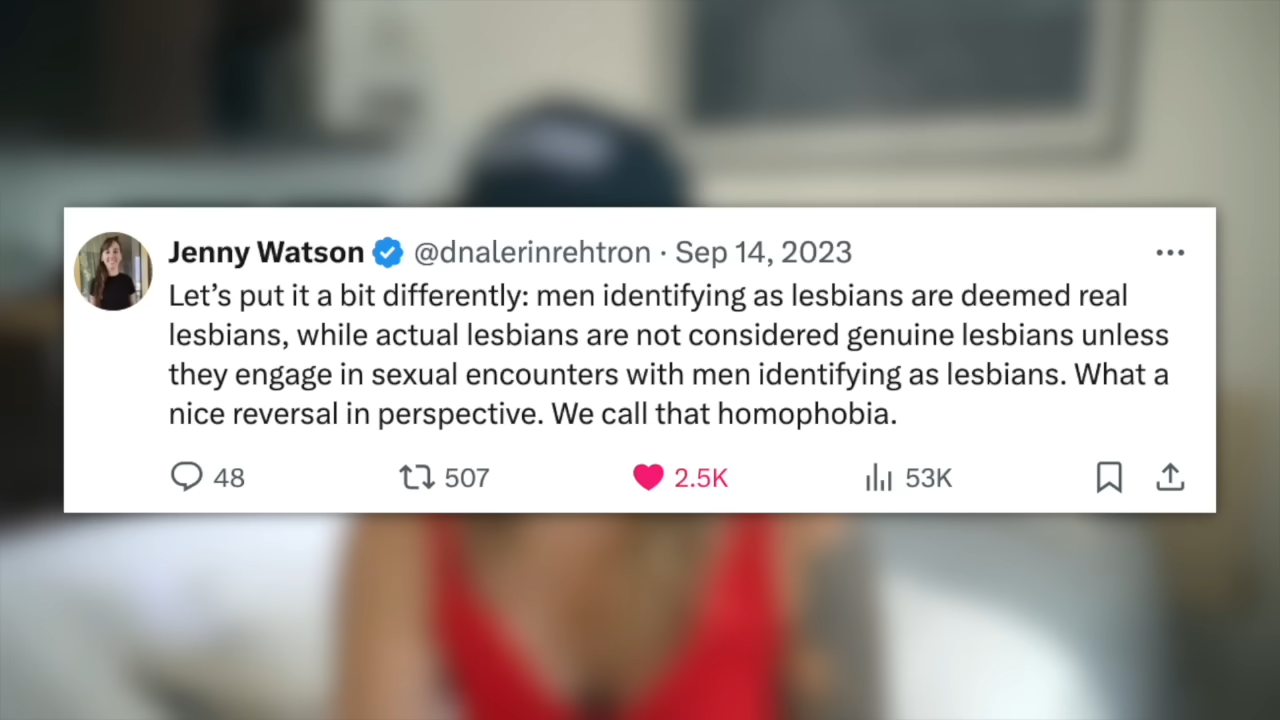 Jenny Watson @dnalerinrehtron · Sep 14, 2023
Let’s put it a bit differently: men identifying as lesbians are deemed real
lesbians, while actual lesbians are not considered genuine lesbians unless
they engage in sexual encounters with men identifying as lesbians. What a
nice reversal in perspective. We call that homophobia.
48 507 2.5K 53K